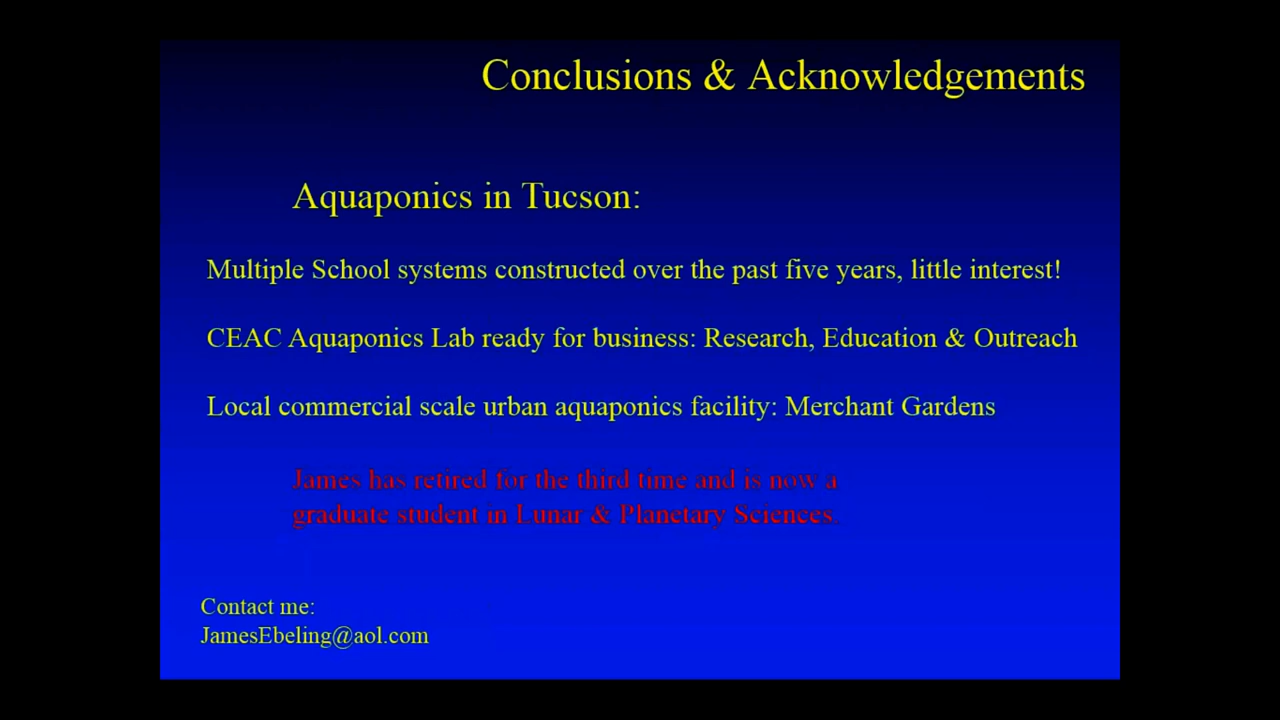 Conclusions & Acknowledgements
Aquaponics in Tucson:
Multiple School systems constructed over the past five years, little interest!
CEAC Aquaponics Lab ready for business: Research, Education & Outreach
Local commercial scale urban aquaponics facility: Merchant Gardens
James has retired for the third time and is now a
graduate student in Lunar & Planetary Sciences.
Contact me:
JamesEbeling@aol.com